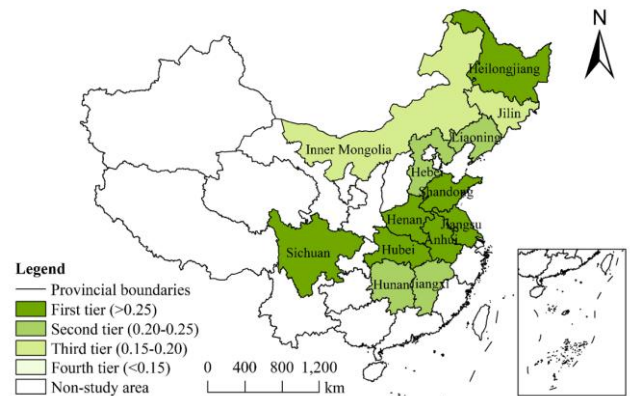 N
Heilongjiang
Jilin
Liaoning
Inner Mongolia
Hebei
Shandong
Henan
Jiangsu
Anhui
Sichuan
Hubei
Hunan
Jiangxi
Legend
Provincial boundaries
First tier (>0.25)
Second tier (0.20-0.25)
Third tier (0.15-0.20)
Fourth tier (<0.15)
Non-study area
0 400 800 1,200
km